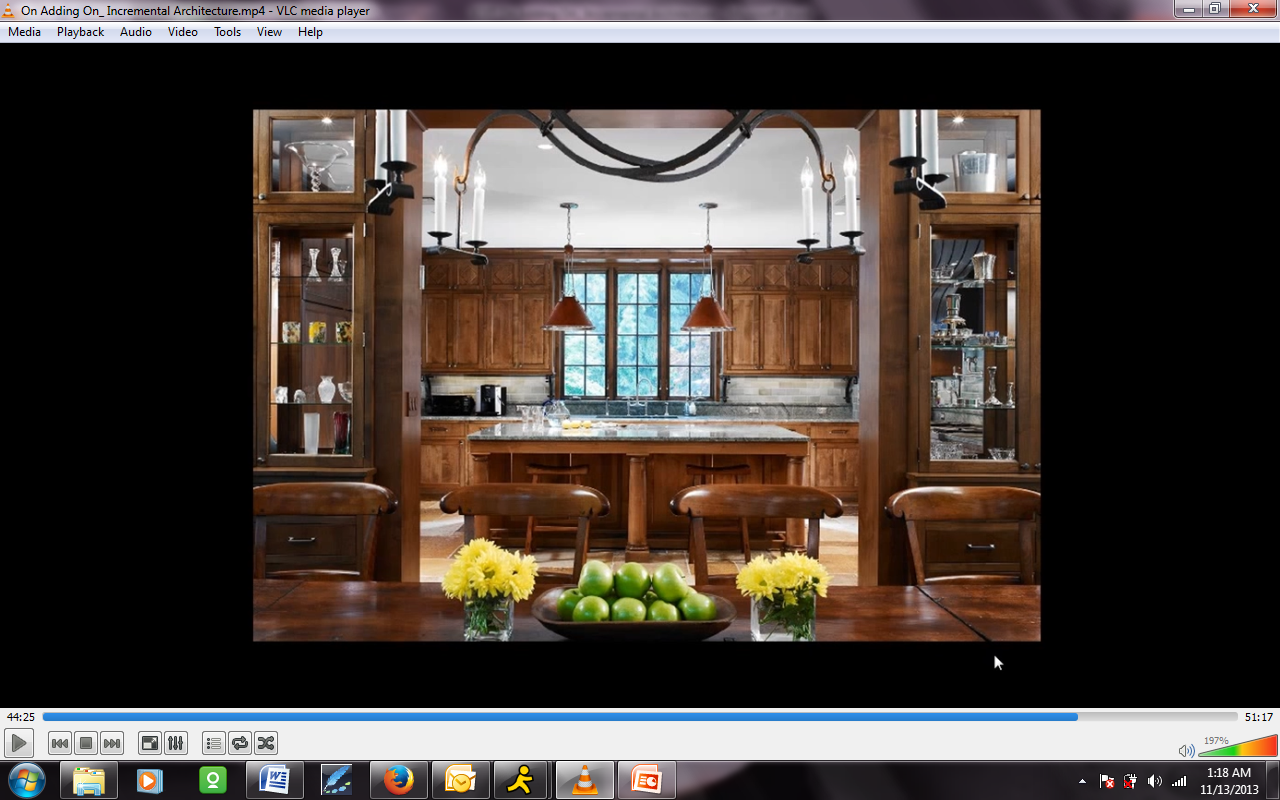 On Adding On_ Incremental Architecture.mp4 - VLC media player
Media Playback Audio Video Tools View Help
44:25 51:17
197%
1:18 AM
11/13/2013